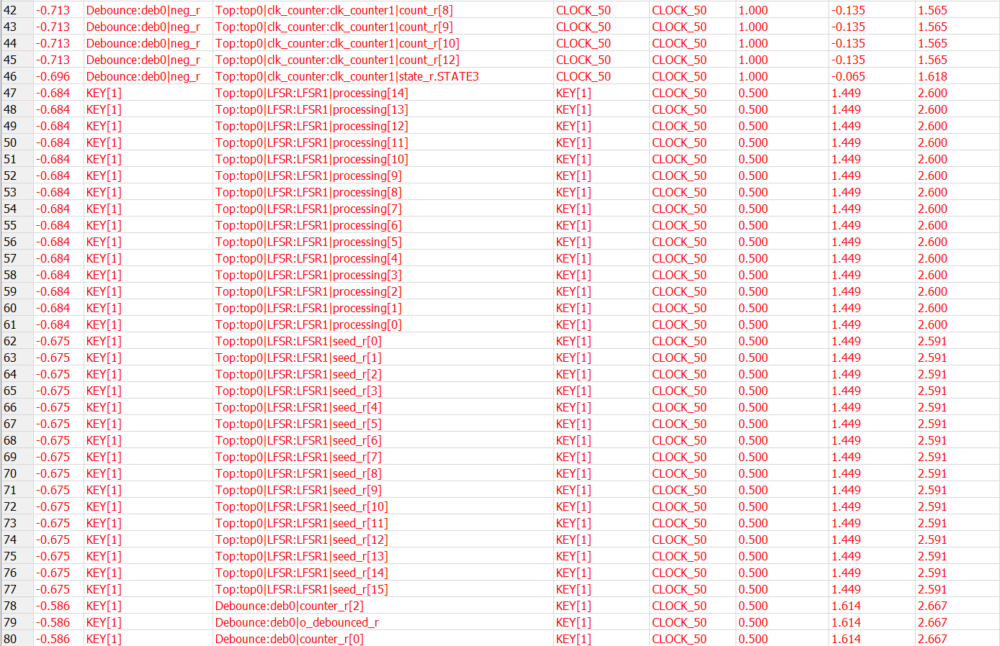 42 -0.713 Debounce:deb0|neg_r Top:top0|clk_counter:clk_counter1|count_r[8] CLOCK_50 CLOCK_50 1.000 -0.135 1.565
43 -0.713 Debounce:deb0|neg_r Top:top0|clk_counter:clk_counter1|count_r[9] CLOCK_50 CLOCK_50 1.000 -0.135 1.565
44 -0.713 Debounce:deb0|neg_r Top:top0|clk_counter:clk_counter1|count_r[10] CLOCK_50 CLOCK_50 1.000 -0.135 1.565
45 -0.713 Debounce:deb0|neg_r Top:top0|clk_counter:clk_counter1|count_r[12] CLOCK_50 CLOCK_50 1.000 -0.135 1.565
46 -0.696 Debounce:deb0|neg_r Top:top0|clk_counter:clk_counter1|state_r.STATE3 CLOCK_50 CLOCK_50 1.000 -0.065 1.618
47 -0.684 KEY[1] Top:top0|LFSR:LFSR1|processing[14] KEY[1] CLOCK_50 0.500 1.449 2.600
48 -0.684 KEY[1] Top:top0|LFSR:LFSR1|processing[13] KEY[1] CLOCK_50 0.500 1.449 2.600
49 -0.684 KEY[1] Top:top0|LFSR:LFSR1|processing[12] KEY[1] CLOCK_50 0.500 1.449 2.600
50 -0.684 KEY[1] Top:top0|LFSR:LFSR1|processing[11] KEY[1] CLOCK_50 0.500 1.449 2.600
51 -0.684 KEY[1] Top:top0|LFSR:LFSR1|processing[10] KEY[1] CLOCK_50 0.500 1.449 2.600
52 -0.684 KEY[1] Top:top0|LFSR:LFSR1|processing[9] KEY[1] CLOCK_50 0.500 1.449 2.600
53 -0.684 KEY[1] Top:top0|LFSR:LFSR1|processing[8] KEY[1] CLOCK_50 0.500 1.449 2.600
54 -0.684 KEY[1] Top:top0|LFSR:LFSR1|processing[7] KEY[1] CLOCK_50 0.500 1.449 2.600
55 -0.684 KEY[1] Top:top0|LFSR:LFSR1|processing[6] KEY[1] CLOCK_50 0.500 1.449 2.600
56 -0.684 KEY[1] Top:top0|LFSR:LFSR1|processing[5] KEY[1] CLOCK_50 0.500 1.449 2.600
57 -0.684 KEY[1] Top:top0|LFSR:LFSR1|processing[4] KEY[1] CLOCK_50 0.500 1.449 2.600
58 -0.684 KEY[1] Top:top0|LFSR:LFSR1|processing[3] KEY[1] CLOCK_50 0.500 1.449 2.600
59 -0.684 KEY[1] Top:top0|LFSR:LFSR1|processing[2] KEY[1] CLOCK_50 0.500 1.449 2.600
60 -0.684 KEY[1] Top:top0|LFSR:LFSR1|processing[1] KEY[1] CLOCK_50 0.500 1.449 2.600
61 -0.684 KEY[1] Top:top0|LFSR:LFSR1|processing[0] KEY[1] CLOCK_50 0.500 1.449 2.600
62 -0.675 KEY[1] Top:top0|LFSR:LFSR1|seed_r[0] KEY[1] CLOCK_50 0.500 1.449 2.591
63 -0.675 KEY[1] Top:top0|LFSR:LFSR1|seed_r[1] KEY[1] CLOCK_50 0.500 1.449 2.591
64 -0.675 KEY[1] Top:top0|LFSR:LFSR1|seed_r[2] KEY[1] CLOCK_50 0.500 1.449 2.591
65 -0.675 KEY[1] Top:top0|LFSR:LFSR1|seed_r[3] KEY[1] CLOCK_50 0.500 1.449 2.591
66 -0.675 KEY[1] Top:top0|LFSR:LFSR1|seed_r[4] KEY[1] CLOCK_50 0.500 1.449 2.591
67 -0.675 KEY[1] Top:top0|LFSR:LFSR1|seed_r[5] KEY[1] CLOCK_50 0.500 1.449 2.591
68 -0.675 KEY[1] Top:top0|LFSR:LFSR1|seed_r[6] KEY[1] CLOCK_50 0.500 1.449 2.591
69 -0.675 KEY[1] Top:top0|LFSR:LFSR1|seed_r[7] KEY[1] CLOCK_50 0.500 1.449 2.591
70 -0.675 KEY[1] Top:top0|LFSR:LFSR1|seed_r[8] KEY[1] CLOCK_50 0.500 1.449 2.591
71 -0.675 KEY[1] Top:top0|LFSR:LFSR1|seed_r[9] KEY[1] CLOCK_50 0.500 1.449 2.591
72 -0.675 KEY[1] Top:top0|LFSR:LFSR1|seed_r[10] KEY[1] CLOCK_50 0.500 1.449 2.591
73 -0.675 KEY[1] Top:top0|LFSR:LFSR1|seed_r[11] KEY[1] CLOCK_50 0.500 1.449 2.591
74 -0.675 KEY[1] Top:top0|LFSR:LFSR1|seed_r[12] KEY[1] CLOCK_50 0.500 1.449 2.591
75 -0.675 KEY[1] Top:top0|LFSR:LFSR1|seed_r[13] KEY[1] CLOCK_50 0.500 1.449 2.591
76 -0.675 KEY[1] Top:top0|LFSR:LFSR1|seed_r[14] KEY[1] CLOCK_50 0.500 1.449 2.591
77 -0.675 KEY[1] Top:top0|LFSR:LFSR1|seed_r[15] KEY[1] CLOCK_50 0.500 1.449 2.591
78 -0.586 KEY[1] Debounce:deb0|counter_r[2] KEY[1] CLOCK_50 0.500 1.614 2.667
79 -0.586 KEY[1] Debounce:deb0|o_debounced_r KEY[1] CLOCK_50 0.500 1.614 2.667
80 -0.586 KEY[1] Debounce:deb0|counter_r[0] KEY[1] CLOCK_50 0.500 1.614 2.667